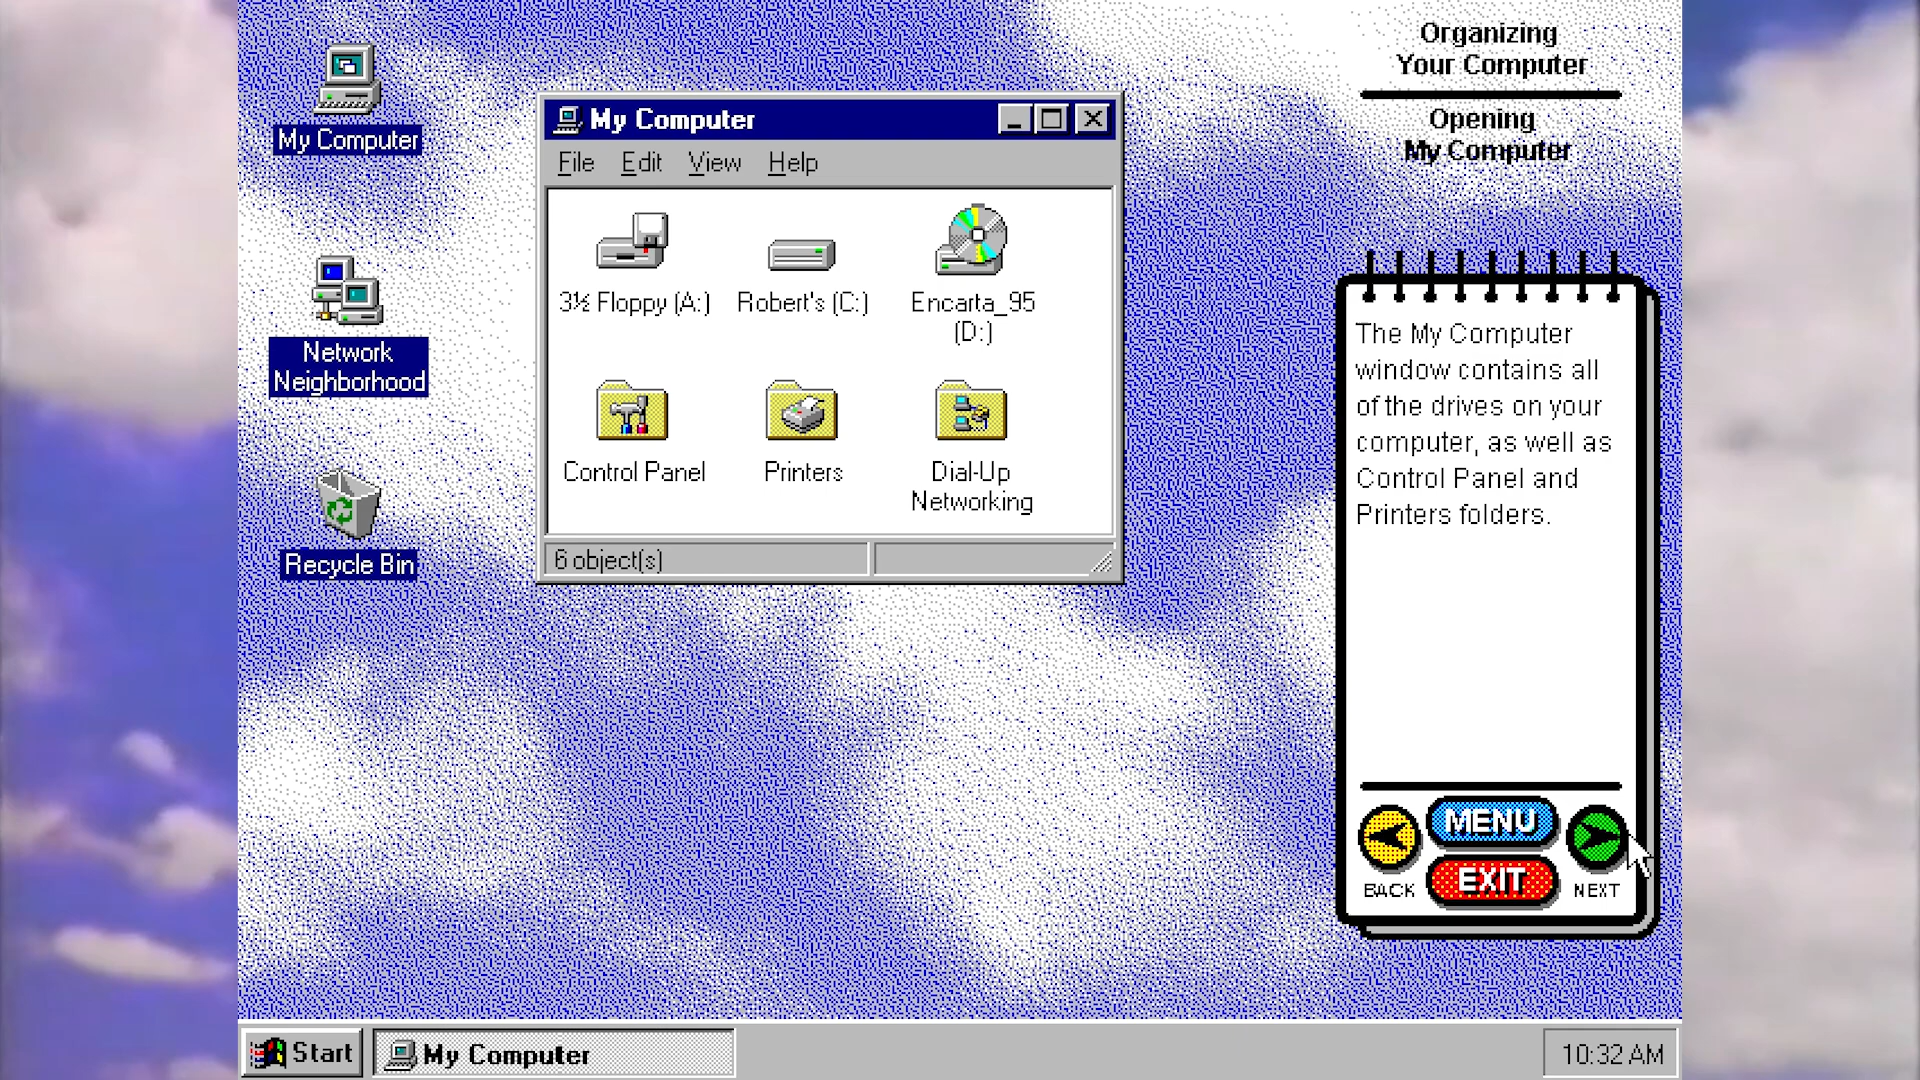 My Computer
Network
Neighborhood
Recycle Bin
My Computer
File Edit View Help
3½ Floppy (A:)
Robert's (C:)
Encarta_95
(D:)
Control Panel
Printers
Dial-Up
Networking
6 object(s)
Organizing
Your Computer
Opening
My Computer
The My Computer
window contains all
of the drives on your
computer, as well as
Control Panel and
Printers folders.
MENU
EXIT
BACK
NEXT
Start
My Computer
10:32 AM